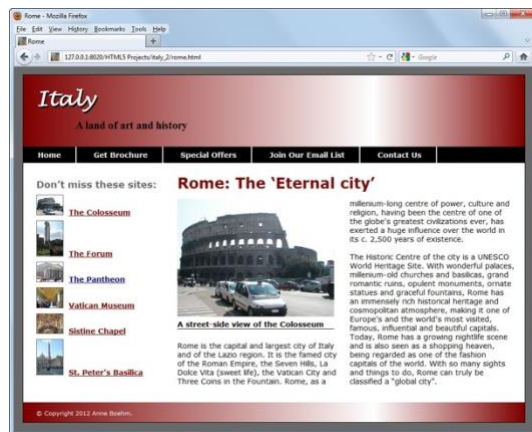 Rome - Mozilla Firefox
File Edit View History Bookmarks Tools Help
Rome
127.0.0.1:8020/HTML5 Projects/italy_2/rome.html
Google
Italy
A land of art and history
Home Get Brochure Special Offers Join Our Email List Contact Us
Don't miss these sites:
The Colosseum
The Forum
The Pantheon
Vatican Museum
Sistine Chapel
St. Peter's Basilica
Rome: The ‘Eternal city’
A street-side view of the Colosseum
Rome is the capital and largest city of Italy
and of the Lazio region. It is the famed city
of the Roman Empire, the Seven Hills, La
Dolce Vita (sweet life), the Vatican City and
Three Coins in the Fountain. Rome, as a
millenium-long centre of power, culture and
religion, having been the centre of one of
the globe's greatest civilizations ever, has
exerted a huge influence over the world in
its c. 2,500 years of existence.
The Historic Centre of the city is a UNESCO
World Heritage Site. With wonderful palaces,
millenium-old churches and basilicas, grand
romantic ruins, opulent monuments, ornate
statues and graceful fountains, Rome has
an immensely rich historical heritage and
cosmopolitan atmosphere, making it one of
Europe's and the world's most visited,
famous, influential and beautiful capitals.
Today, Rome has a growing nightlife scene
and is also seen as a shopping heaven,
being regarded as one of the fashion
capitals of the world. With so many sights
and things to do, Rome can truly be
classified a "global city".
© Copyright 2012 Anne Boehm.